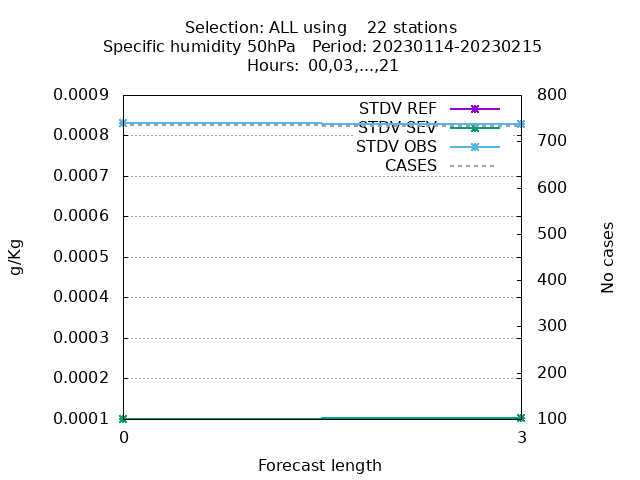 Selection: ALL using    22 stations
Specific humidity 50hPa   Period: 20230114-20230215
Hours:  00,03,...,21
0.0009
0.0008
0.0007
0.0006
0.0005
0.0004
0.0003
0.0002
0.0001
g/Kg
STDV REF
STDV SEV
STDV OBS
CASES
800
700
600
500
400
300
200
100
No cases
0
3
Forecast length